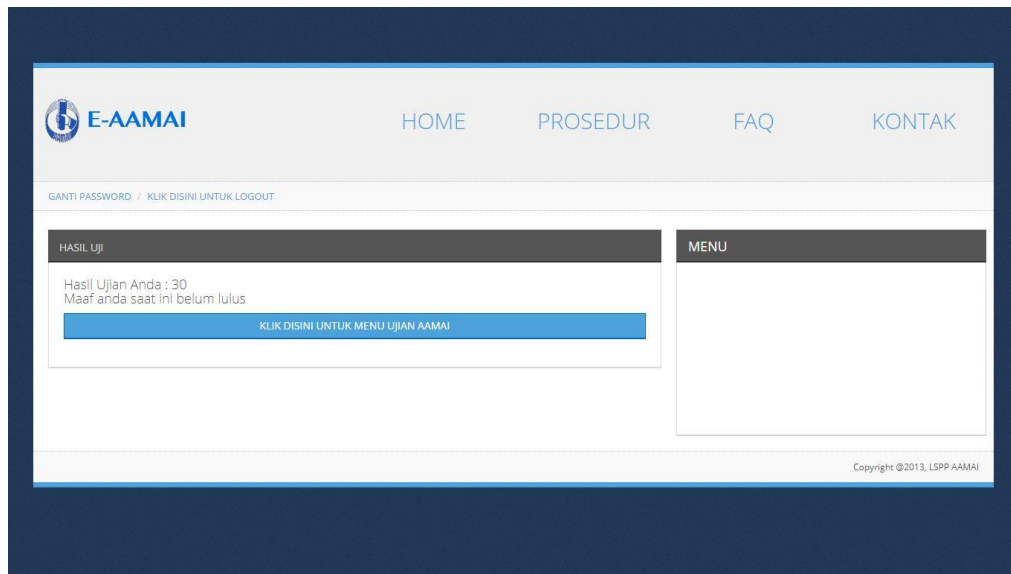 E-AAMAI
HOME PROSEDUR FAQ KONTAK
GANTI PASSWORD / KLIK DISINI UNTUK LOGOUT
HASIL UJI
Hasil Ujian Anda : 30
Maaf anda saat ini belum lulus
KLIK DISINI UNTUK MENU UJIAN AAMAI
MENU
Copyright @2013, LSPP AAMAI